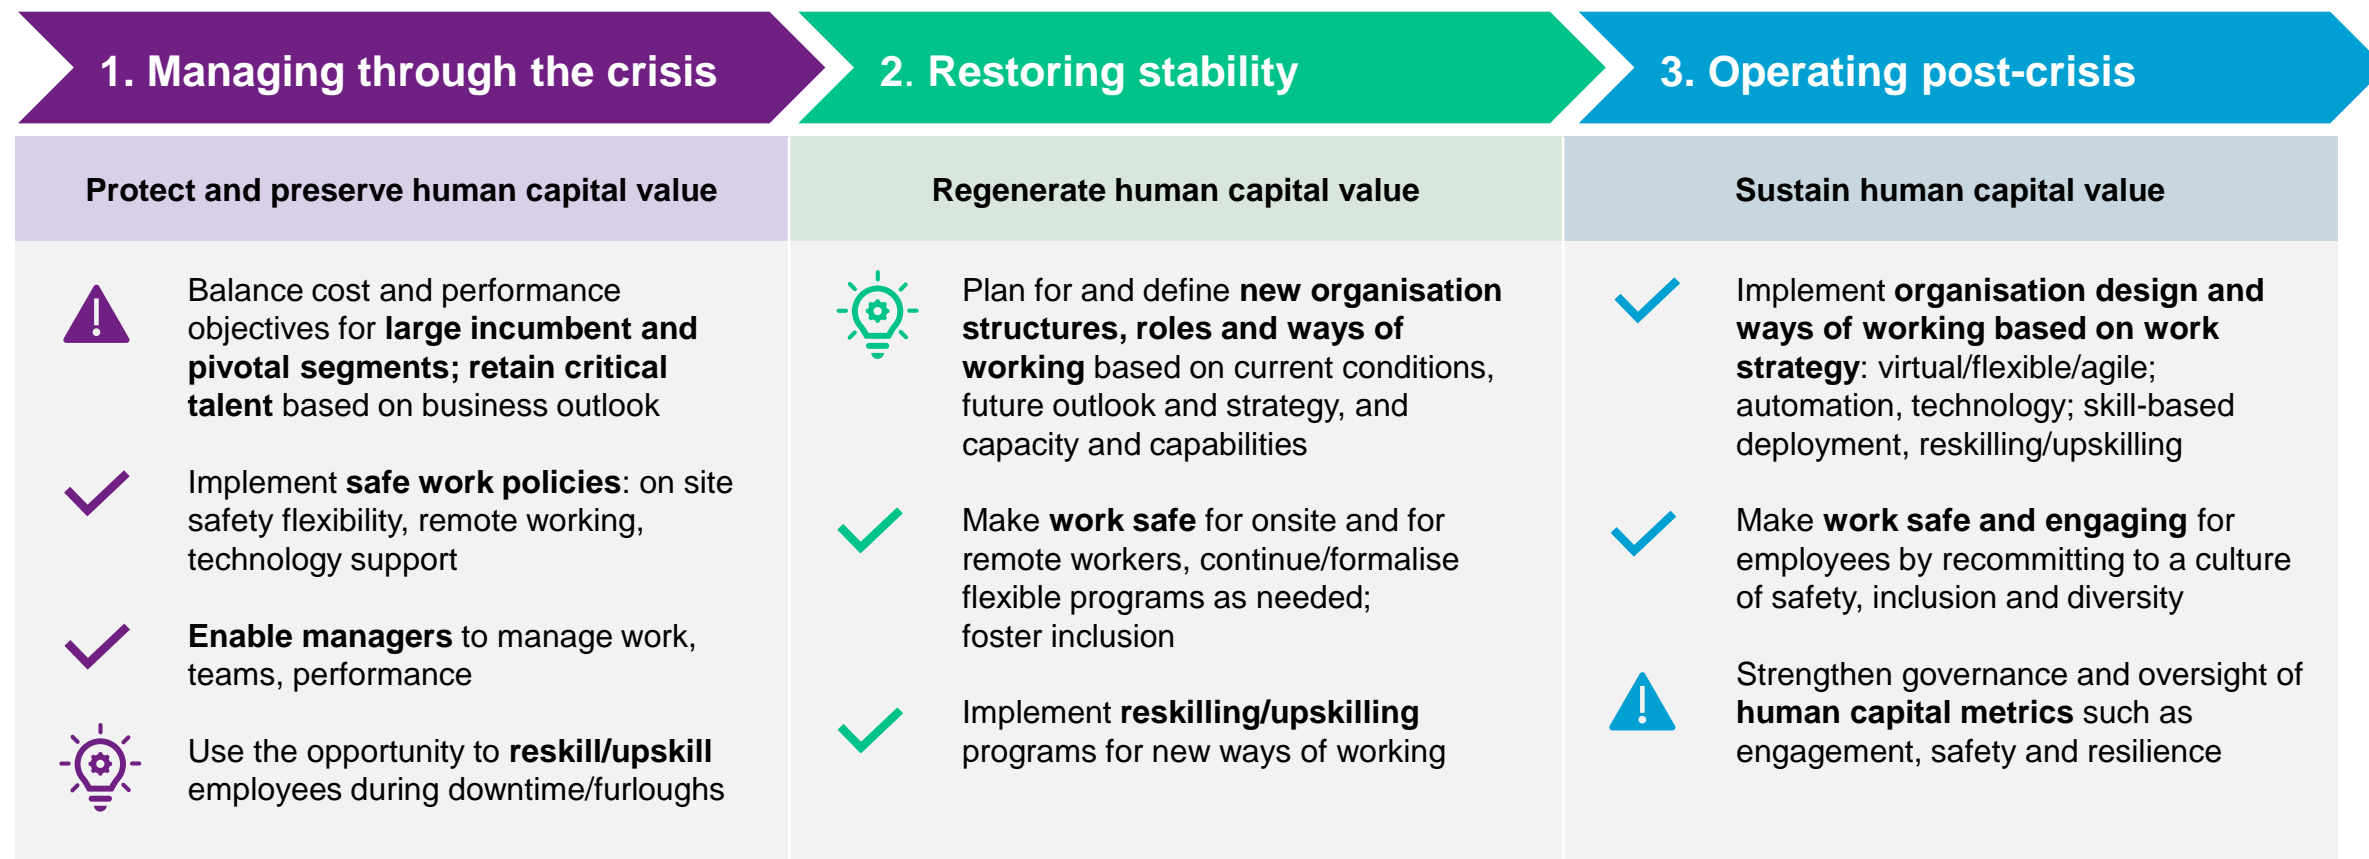 1. Managing through the crisis
2. Restoring stability
3. Operating post-crisis
Protect and preserve human capital value
Regenerate human capital value
Sustain human capital value
Balance cost and performance
objectives for large incumbent and
pivotal segments; retain critical
talent based on business outlook
Implement safe work policies: on site
safety flexibility, remote working,
technology support
Enable managers to manage work,
teams, performance
Use the opportunity to reskill/upskill
employees during downtime/furloughs
Plan for and define new organisation
structures, roles and ways of
working based on current conditions,
future outlook and strategy, and
capacity and capabilities
Make work safe for onsite and for
remote workers, continue/formalise
flexible programs as needed;
foster inclusion
Implement reskilling/upskilling
programs for new ways of working
Implement organisation design and
ways of working based on work
strategy: virtual/flexible/agile;
automation, technology; skill-based
deployment, reskilling/upskilling
Make work safe and engaging for
employees by recommitting to a culture
of safety, inclusion and diversity
Strengthen governance and oversight of
human capital metrics such as
engagement, safety and resilience